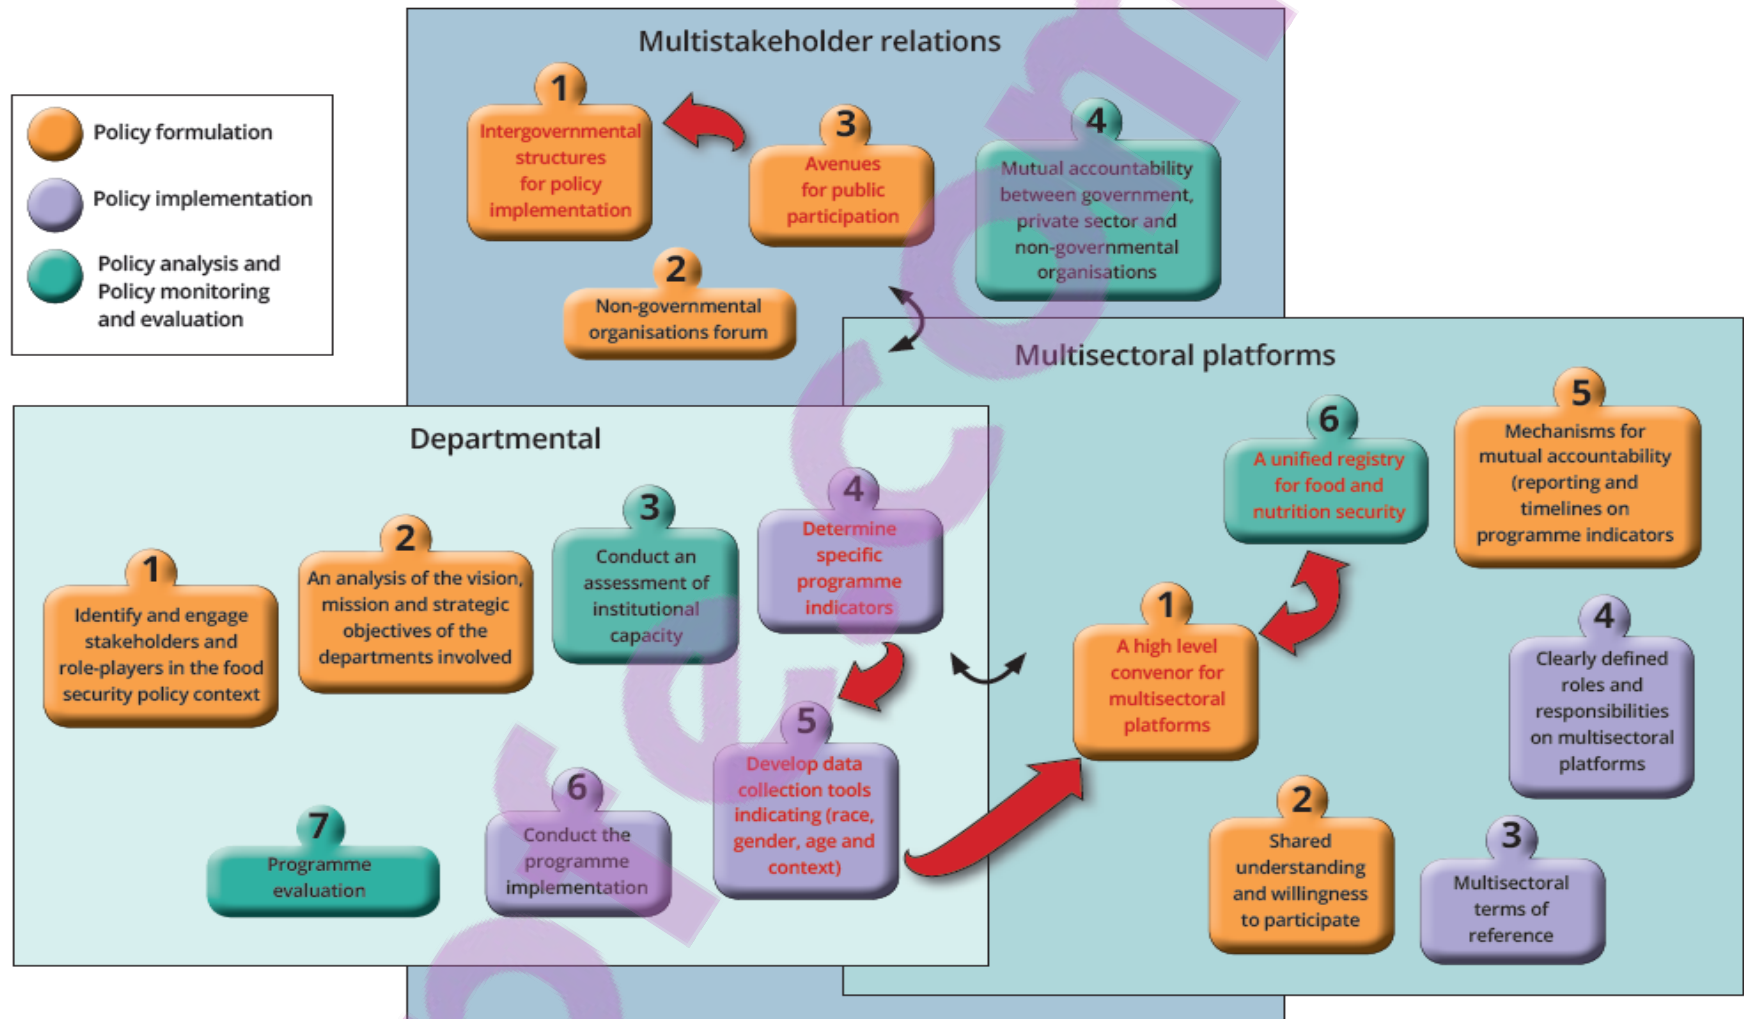 Policy formulation
Policy implementation
Policy analysis and
Policy monitoring
and evaluation
Multistakeholder relations
1
Intergovernmental
structures
for policy
implementation
2
Non-governmental
organisations forum
3
Avenues
for public
participation
4
Mutual accountability
between government,
private sector and
non-governmental
organisations
Departmental
1
Identify and engage
stakeholders and
role-players in the food
security policy context
2
An analysis of the vision,
mission and strategic
objectives of the
departments involved
3
Conduct an
assessment of
institutional
capacity
4
Determine
specific
programme
indicators
5
Develop data
collection tools
indicating (race,
gender, age and
context)
6
Conduct the
programme
implementation
7
Programme
evaluation
Multisectoral platforms
1
A high level
convenor for
multisectoral
platforms
2
Shared
understanding
and willingness
to participate
3
Multisectoral
terms of
reference
4
Clearly defined
roles and
responsibilities
on multisectoral
platforms
5
Mechanisms for
mutual accountability
(reporting and
timelines on
programme indicators
6
A unified registry
for food and
nutrition security